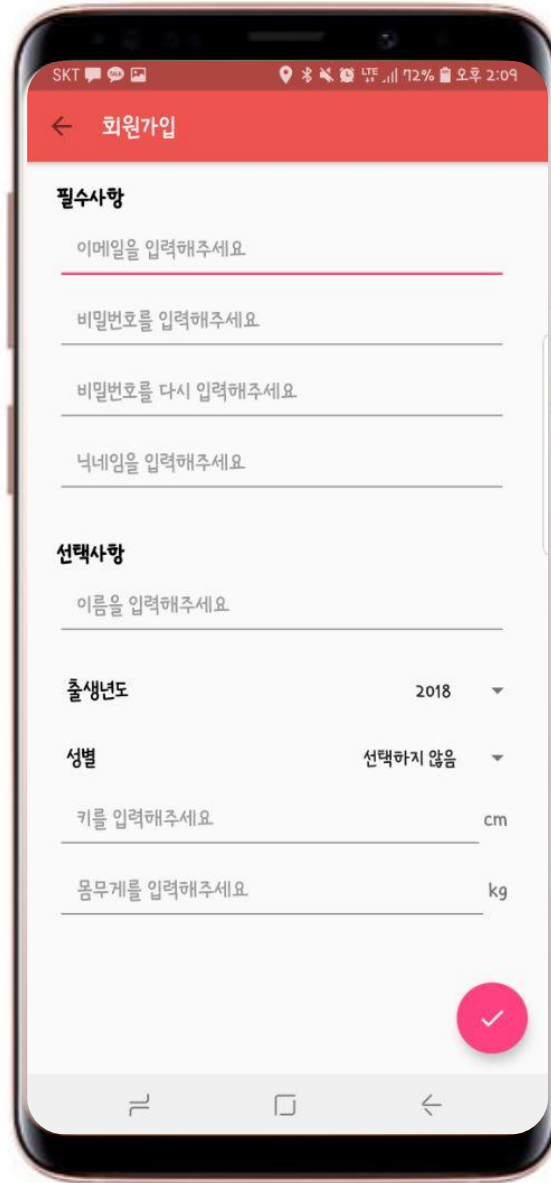 SKT TALK LTE 72% 오후 2:09
회원가입
필수사항
이메일을 입력해주세요
비밀번호를 입력해주세요
비밀번호를 다시 입력해주세요
닉네임을 입력해주세요
선택사항
이름을 입력해주세요
출생년도 2018
성별 선택하지 않음
키를 입력해주세요 cm
몸무게를 입력해주세요 kg